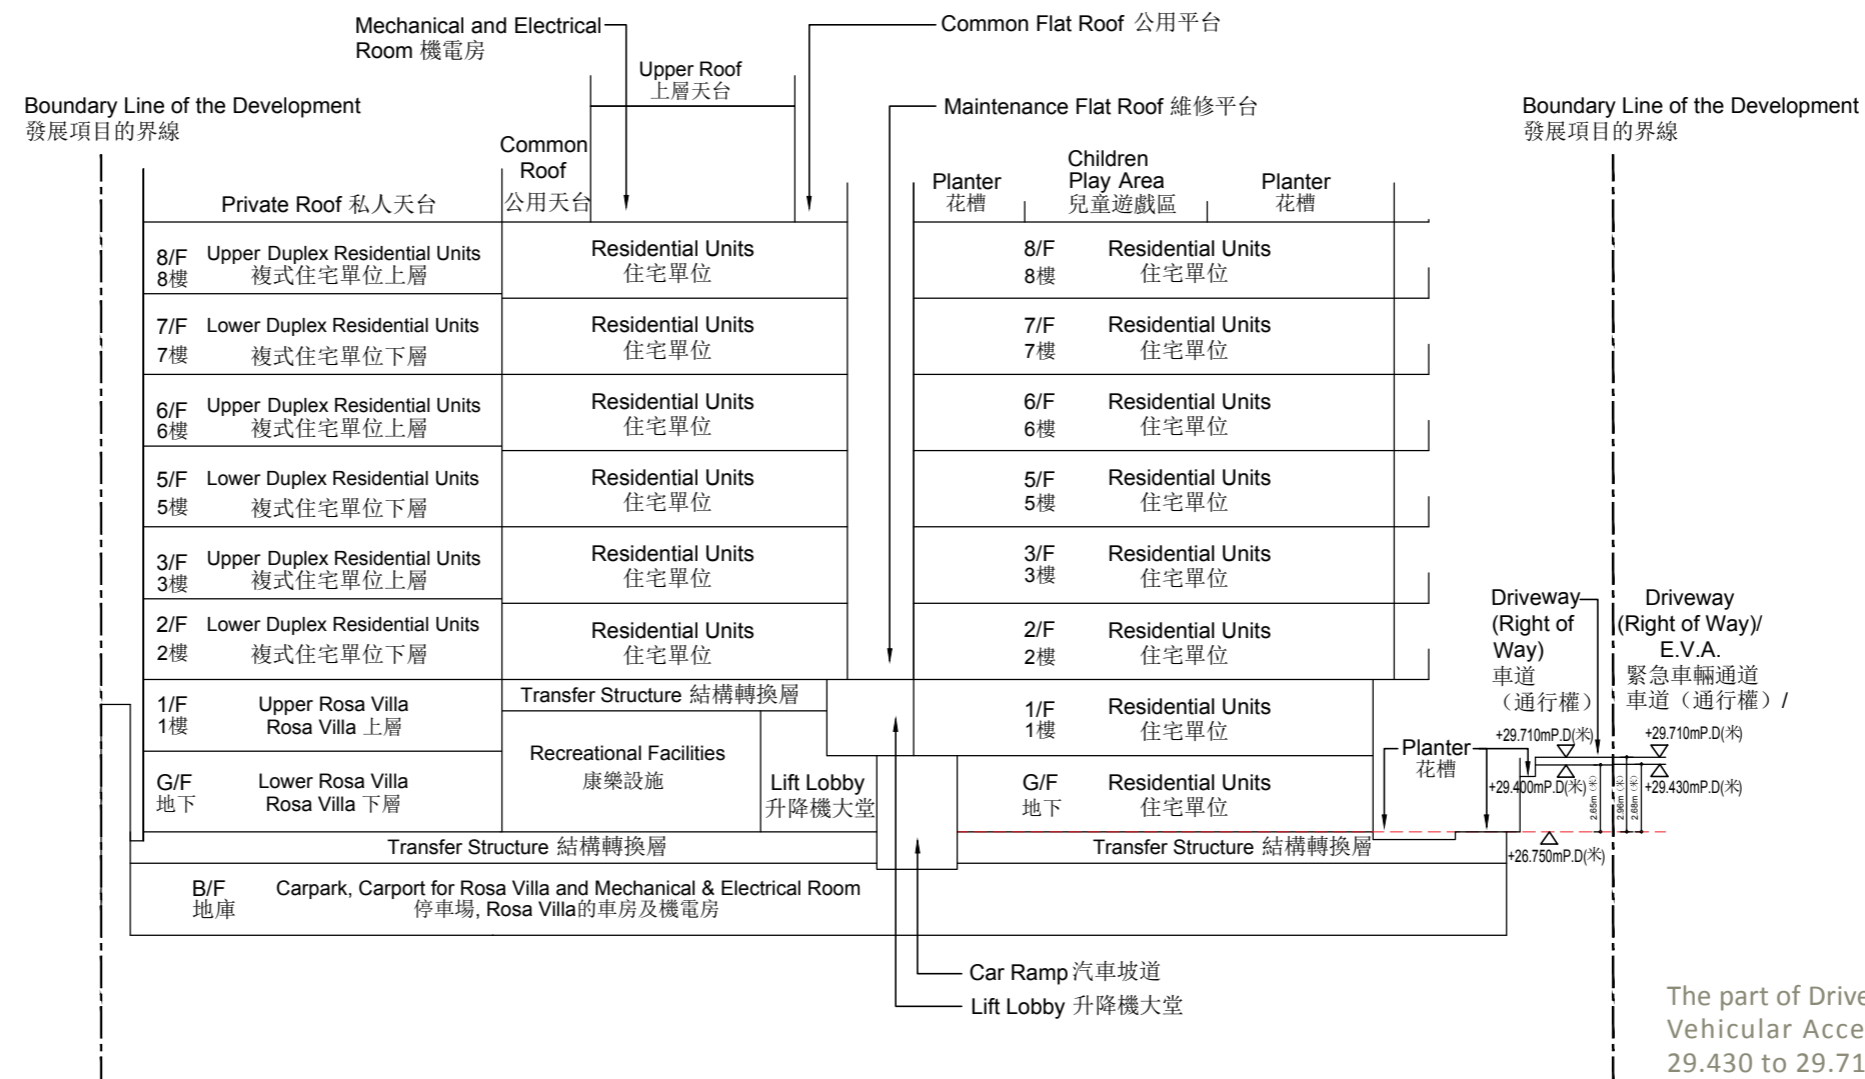 Mechanical and Electrical
Room 機電房
Common Flat Roof 公用平台
Upper Roof
上層天台
Boundary Line of the Development
發展項目的界線
Maintenance Flat Roof 維修平台
Boundary Line of the Development
發展項目的界線
Common
Roof
公用天台
Private Roof 私人天台
Planter
花槽
Children
Play Area
兒童遊戲區
Planter
花槽
8/F Upper Duplex Residential Units
8樓 複式住宅單位上層
Residential Units
住宅單位
8/F Residential Units
8樓 住宅單位
7/F Lower Duplex Residential Units
7樓 複式住宅單位下層
Residential Units
住宅單位
7/F Residential Units
7樓 住宅單位
6/F Upper Duplex Residential Units
6樓 複式住宅單位上層
Residential Units
住宅單位
6/F Residential Units
6樓 住宅單位
5/F Lower Duplex Residential Units
5樓 複式住宅單位下層
Residential Units
住宅單位
5/F Residential Units
5樓 住宅單位
3/F Upper Duplex Residential Units
3樓 複式住宅單位上層
Residential Units
住宅單位
3/F Residential Units
3樓 住宅單位
2/F Lower Duplex Residential Units
2樓 複式住宅單位下層
Residential Units
住宅單位
2/F Residential Units
2樓 住宅單位
Driveway
(Right of
Way)
車道
（通行權）
Driveway
(Right of Way)/
E.V.A.
緊急車輛通道
車道（通行權）/
1/F Upper Rosa Villa
1樓 Rosa Villa 上層
Transfer Structure 結構轉換層
1/F Residential Units
1樓 住宅單位
G/F Lower Rosa Villa
地下 Rosa Villa 下層
Recreational Facilities
康樂設施
Lift Lobby
升降機大堂
G/F Residential Units
地下 住宅單位
Planter
花槽
+29.710mP.D(米)
+29.710mP.D(米)
+29.400mP.D(米)
+29.430mP.D(米)
2.65m (米)
2.96m (米)
2.68m (米)
+26.750mP.D(米)
Transfer Structure 結構轉換層
Transfer Structure 結構轉換層
B/F Carpark, Carport for Rosa Villa and Mechanical & Electrical Room
地庫 停車場, Rosa Villa的車房及機電房
Car Ramp 汽車坡道
Lift Lobby 升降機大堂
The part of Drive
Vehicular Acce
29.430 to 29.71